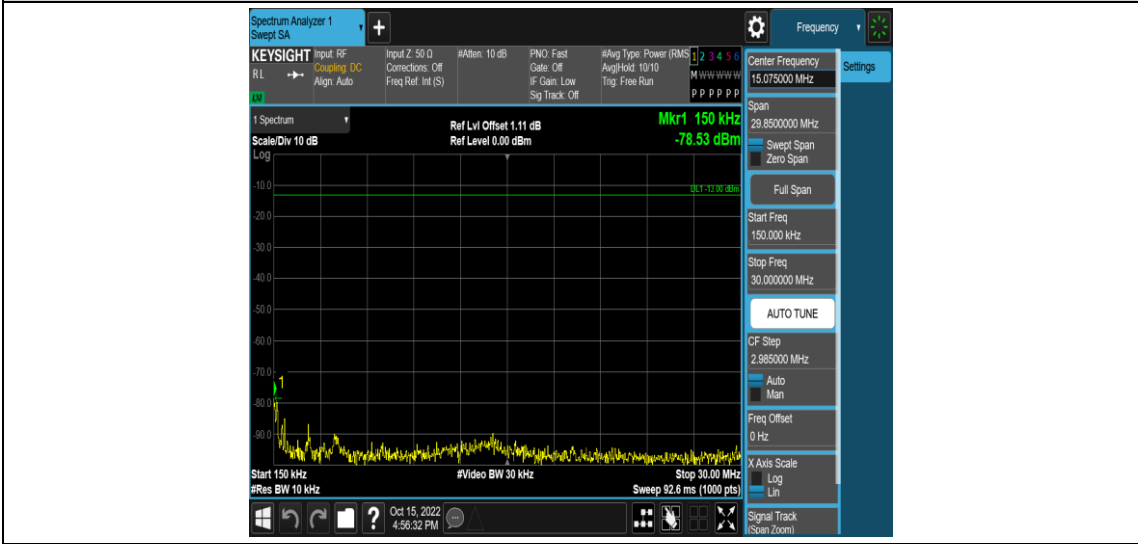 Spectrum Analyzer 1
Swept SA
+
Frequency
KEYSIGHT
RL
LXI
Input: RF
Coupling: DC
Align: Auto
Input Z: 50 Ω
Corrections: Off
Freq Ref: Int (S)
#Atten: 10 dB
PNO: Fast
Gate: Off
IF Gain: Low
Sig Track: Off
#Avg Type: Power (RMS
Avg|Hold: 10/10
Trig: Free Run
1 2 3 4 5 6
M W W W W W
P P P P P P
1 Spectrum
Scale/Div 10 dB
Log
Ref Lvl Offset 1.11 dB
Ref Level 0.00 dBm
Mkr1 150 kHz
-78.53 dBm
DL1 -13.00 dBm
-10.0
-20.0
-30.0
-40.0
-50.0
-60.0
-70.0
1
-80.0
-90.0
Start 150 kHz
#Video BW 30 kHz
Stop 30.00 MHz
#Res BW 10 kHz
Sweep 92.6 ms (1000 pts)
?
Oct 15, 2022
4:56:32 PM
Center Frequency
15.075000 MHz
Settings
Span
29.8500000 MHz
Swept Span
Zero Span
Full Span
Start Freq
150.000 kHz
Stop Freq
30.000000 MHz
AUTO TUNE
CF Step
2.985000 MHz
Auto
Man
Freq Offset
0 Hz
X Axis Scale
Log
Lin
Signal Track
(Span Zoom)